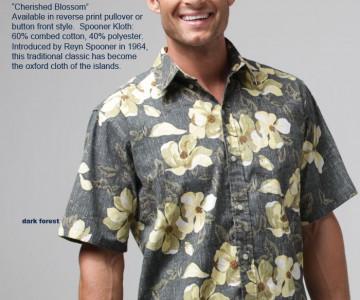 "Cherished Blossom"
Available in reverse print pullover or
button front style.  Spooner Kloth:
60% combed cotton, 40% polyester.
Introduced by Reyn Spooner in 1964,
this traditional classic has become
the oxford cloth of the islands.
dark forest